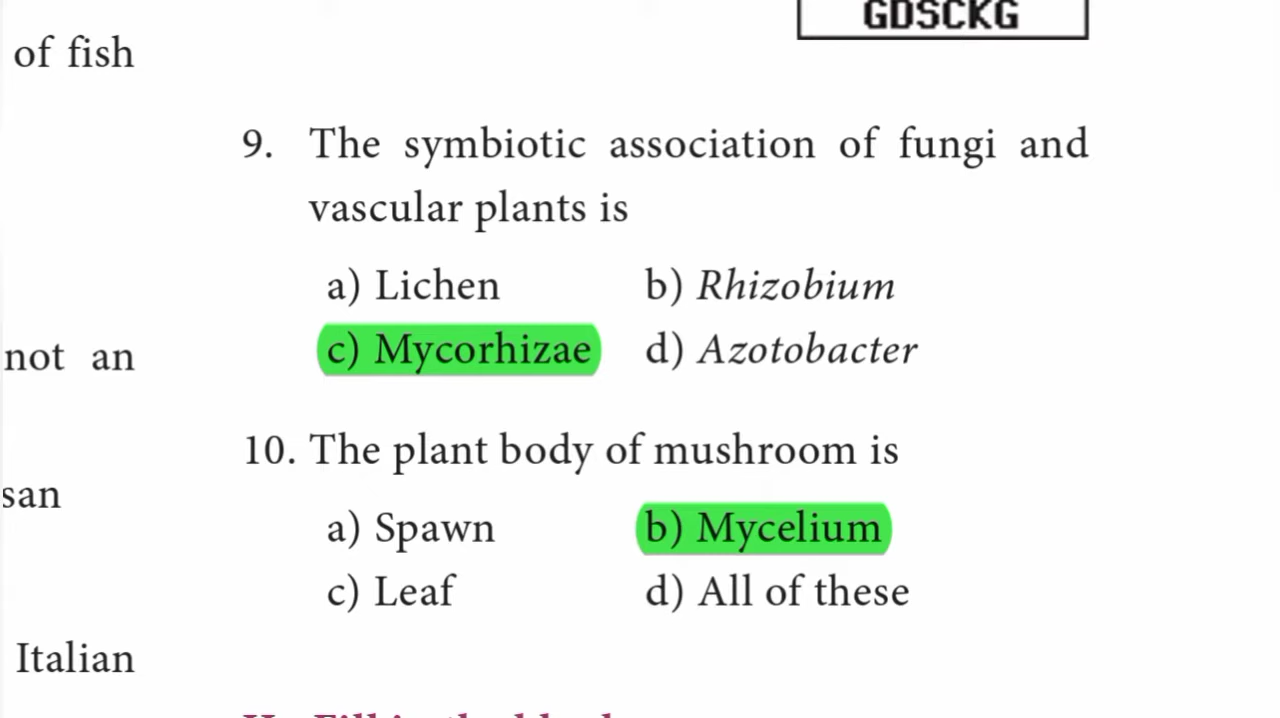 GDSCKG
of fish
not an
san
Italian
9. The symbiotic association of fungi and
vascular plants is
a) Lichen b) Rhizobium
c) Mycorhizae d) Azotobacter
10. The plant body of mushroom is
a) Spawn b) Mycelium
c) Leaf d) All of these